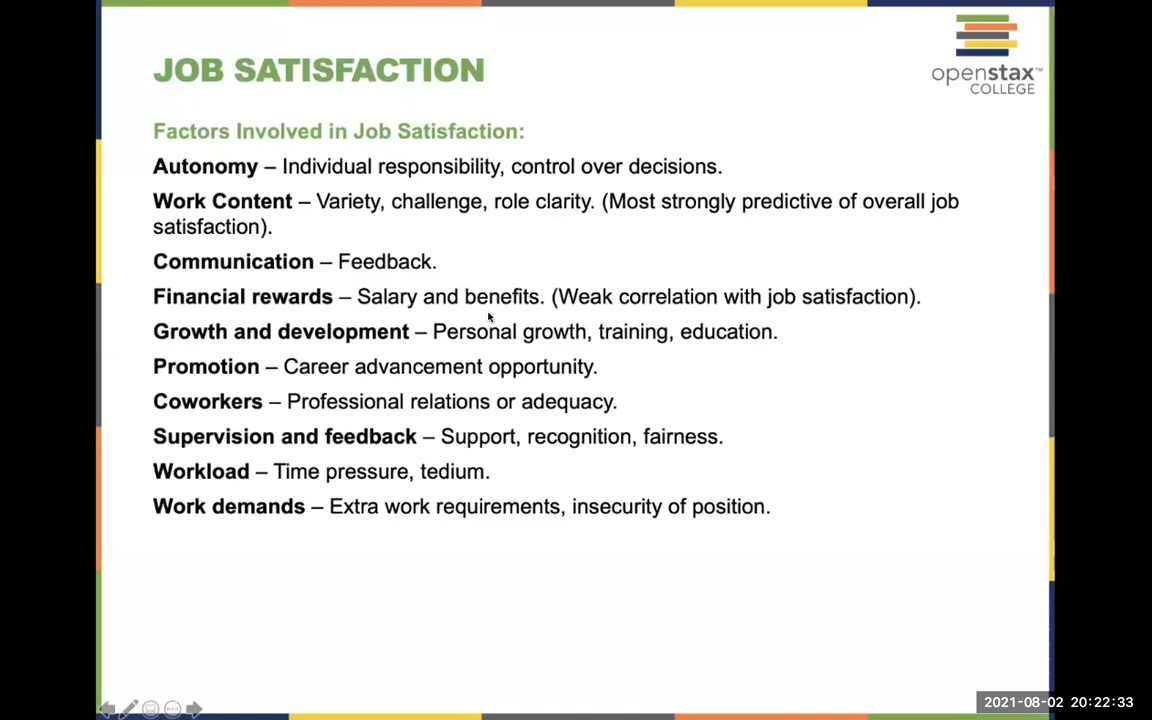 JOB SATISFACTION
openstax™
COLLEGE
Factors Involved in Job Satisfaction:
Autonomy – Individual responsibility, control over decisions.
Work Content – Variety, challenge, role clarity. (Most strongly predictive of overall job
satisfaction).
Communication – Feedback.
Financial rewards – Salary and benefits. (Weak correlation with job satisfaction).
Growth and development – Personal growth, training, education.
Promotion – Career advancement opportunity.
Coworkers – Professional relations or adequacy.
Supervision and feedback – Support, recognition, fairness.
Workload – Time pressure, tedium.
Work demands – Extra work requirements, insecurity of position.
2021-08-02 20:22:33